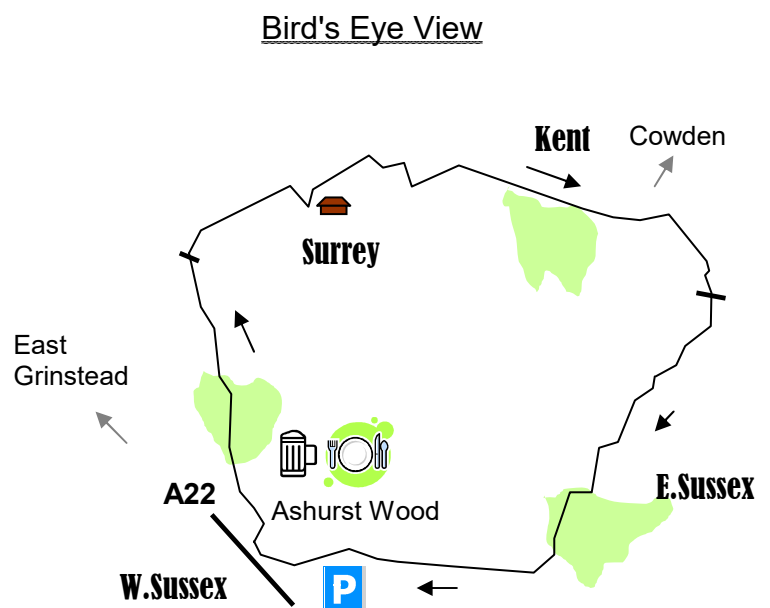 Bird's Eye View
Kent
Cowden
Surrey
East
Grinstead
A22
Ashurst Wood
E.Sussex
W.Sussex
P